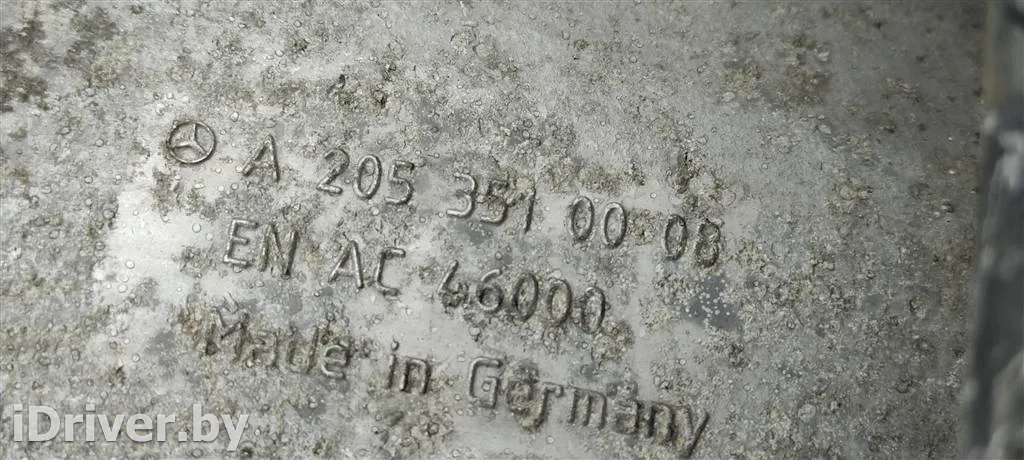 A 205 351 00 08
EN AC 46000
Made in Germany
iDriver.by